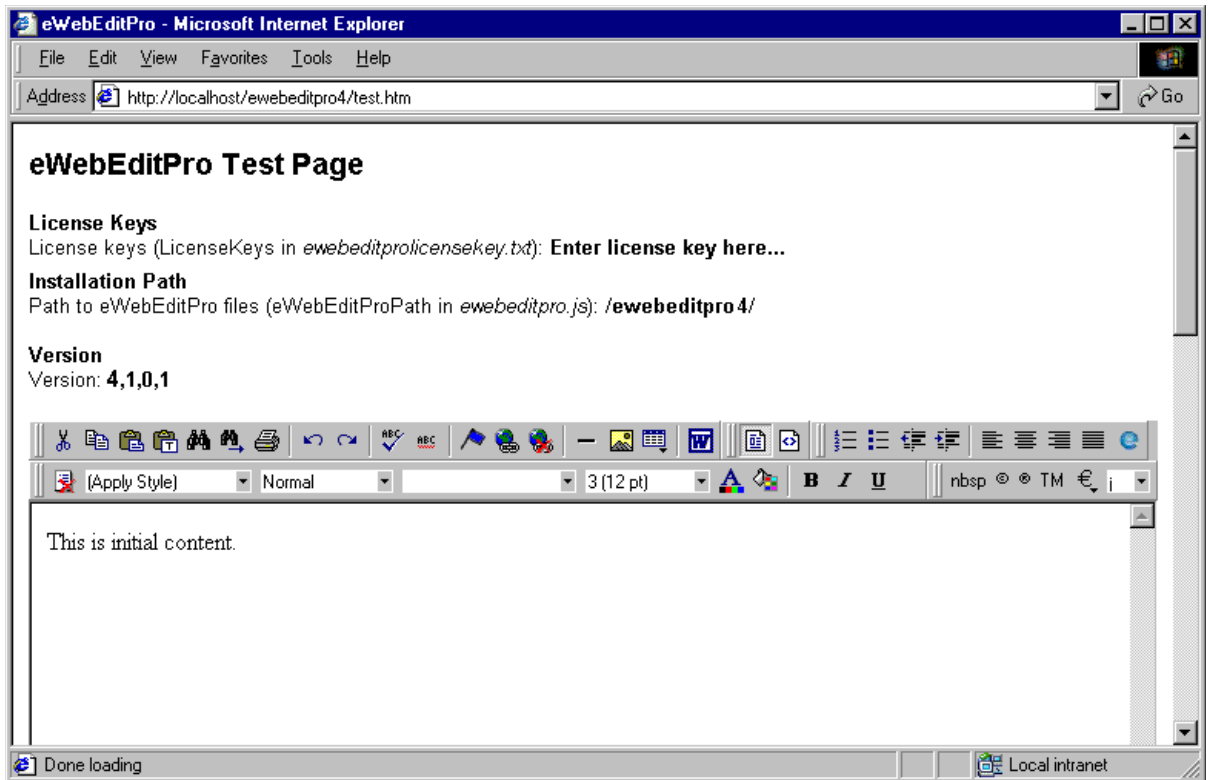 eWebEditPro - Microsoft Internet Explorer
File Edit View Favorites Tools Help
Address http://localhost/ewebeditpro4/test.htm Go
eWebEditPro Test Page
License Keys
License keys (LicenseKeys in ewebeditprolicensekey.txt): Enter license key here...
Installation Path
Path to eWebEditPro files (eWebEditProPath in ewebeditpro.js): /ewebeditpro4/
Version
Version: 4,1,0,1
ABC ABC W
(Apply Style) Normal 3 (12 pt) A B I U nbsp © ® TM € ¡
This is initial content.
Done loading Local intranet